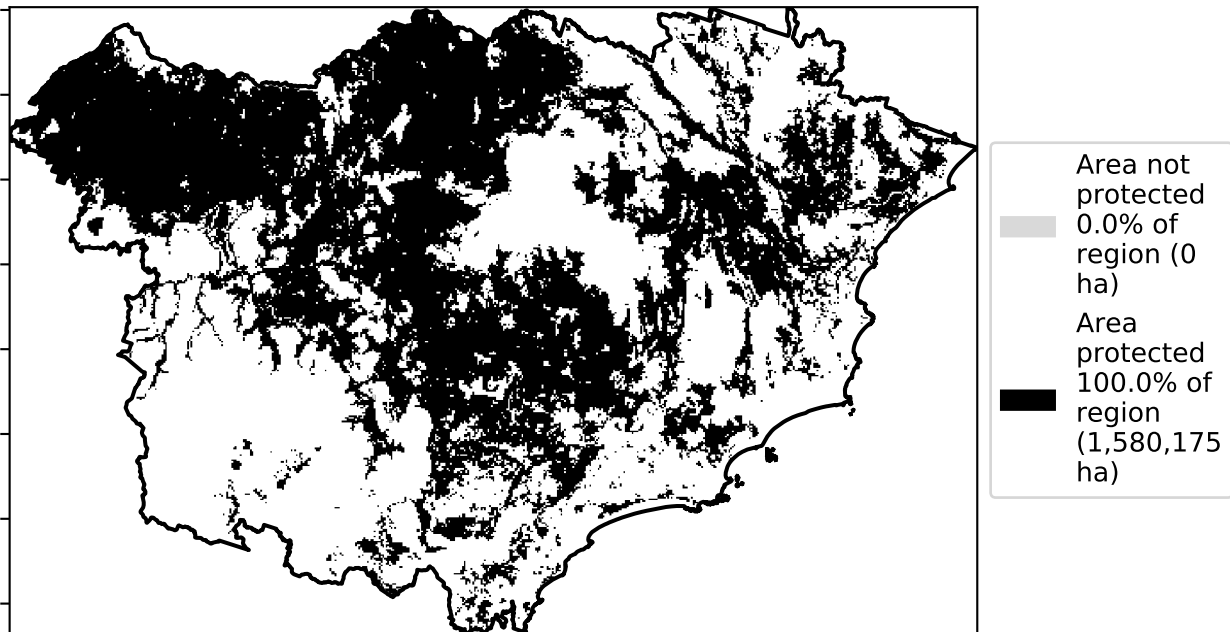 Area not
protected
0.0% of
region (0
ha)
Area
protected
100.0% of
region
(1,580,175
ha)